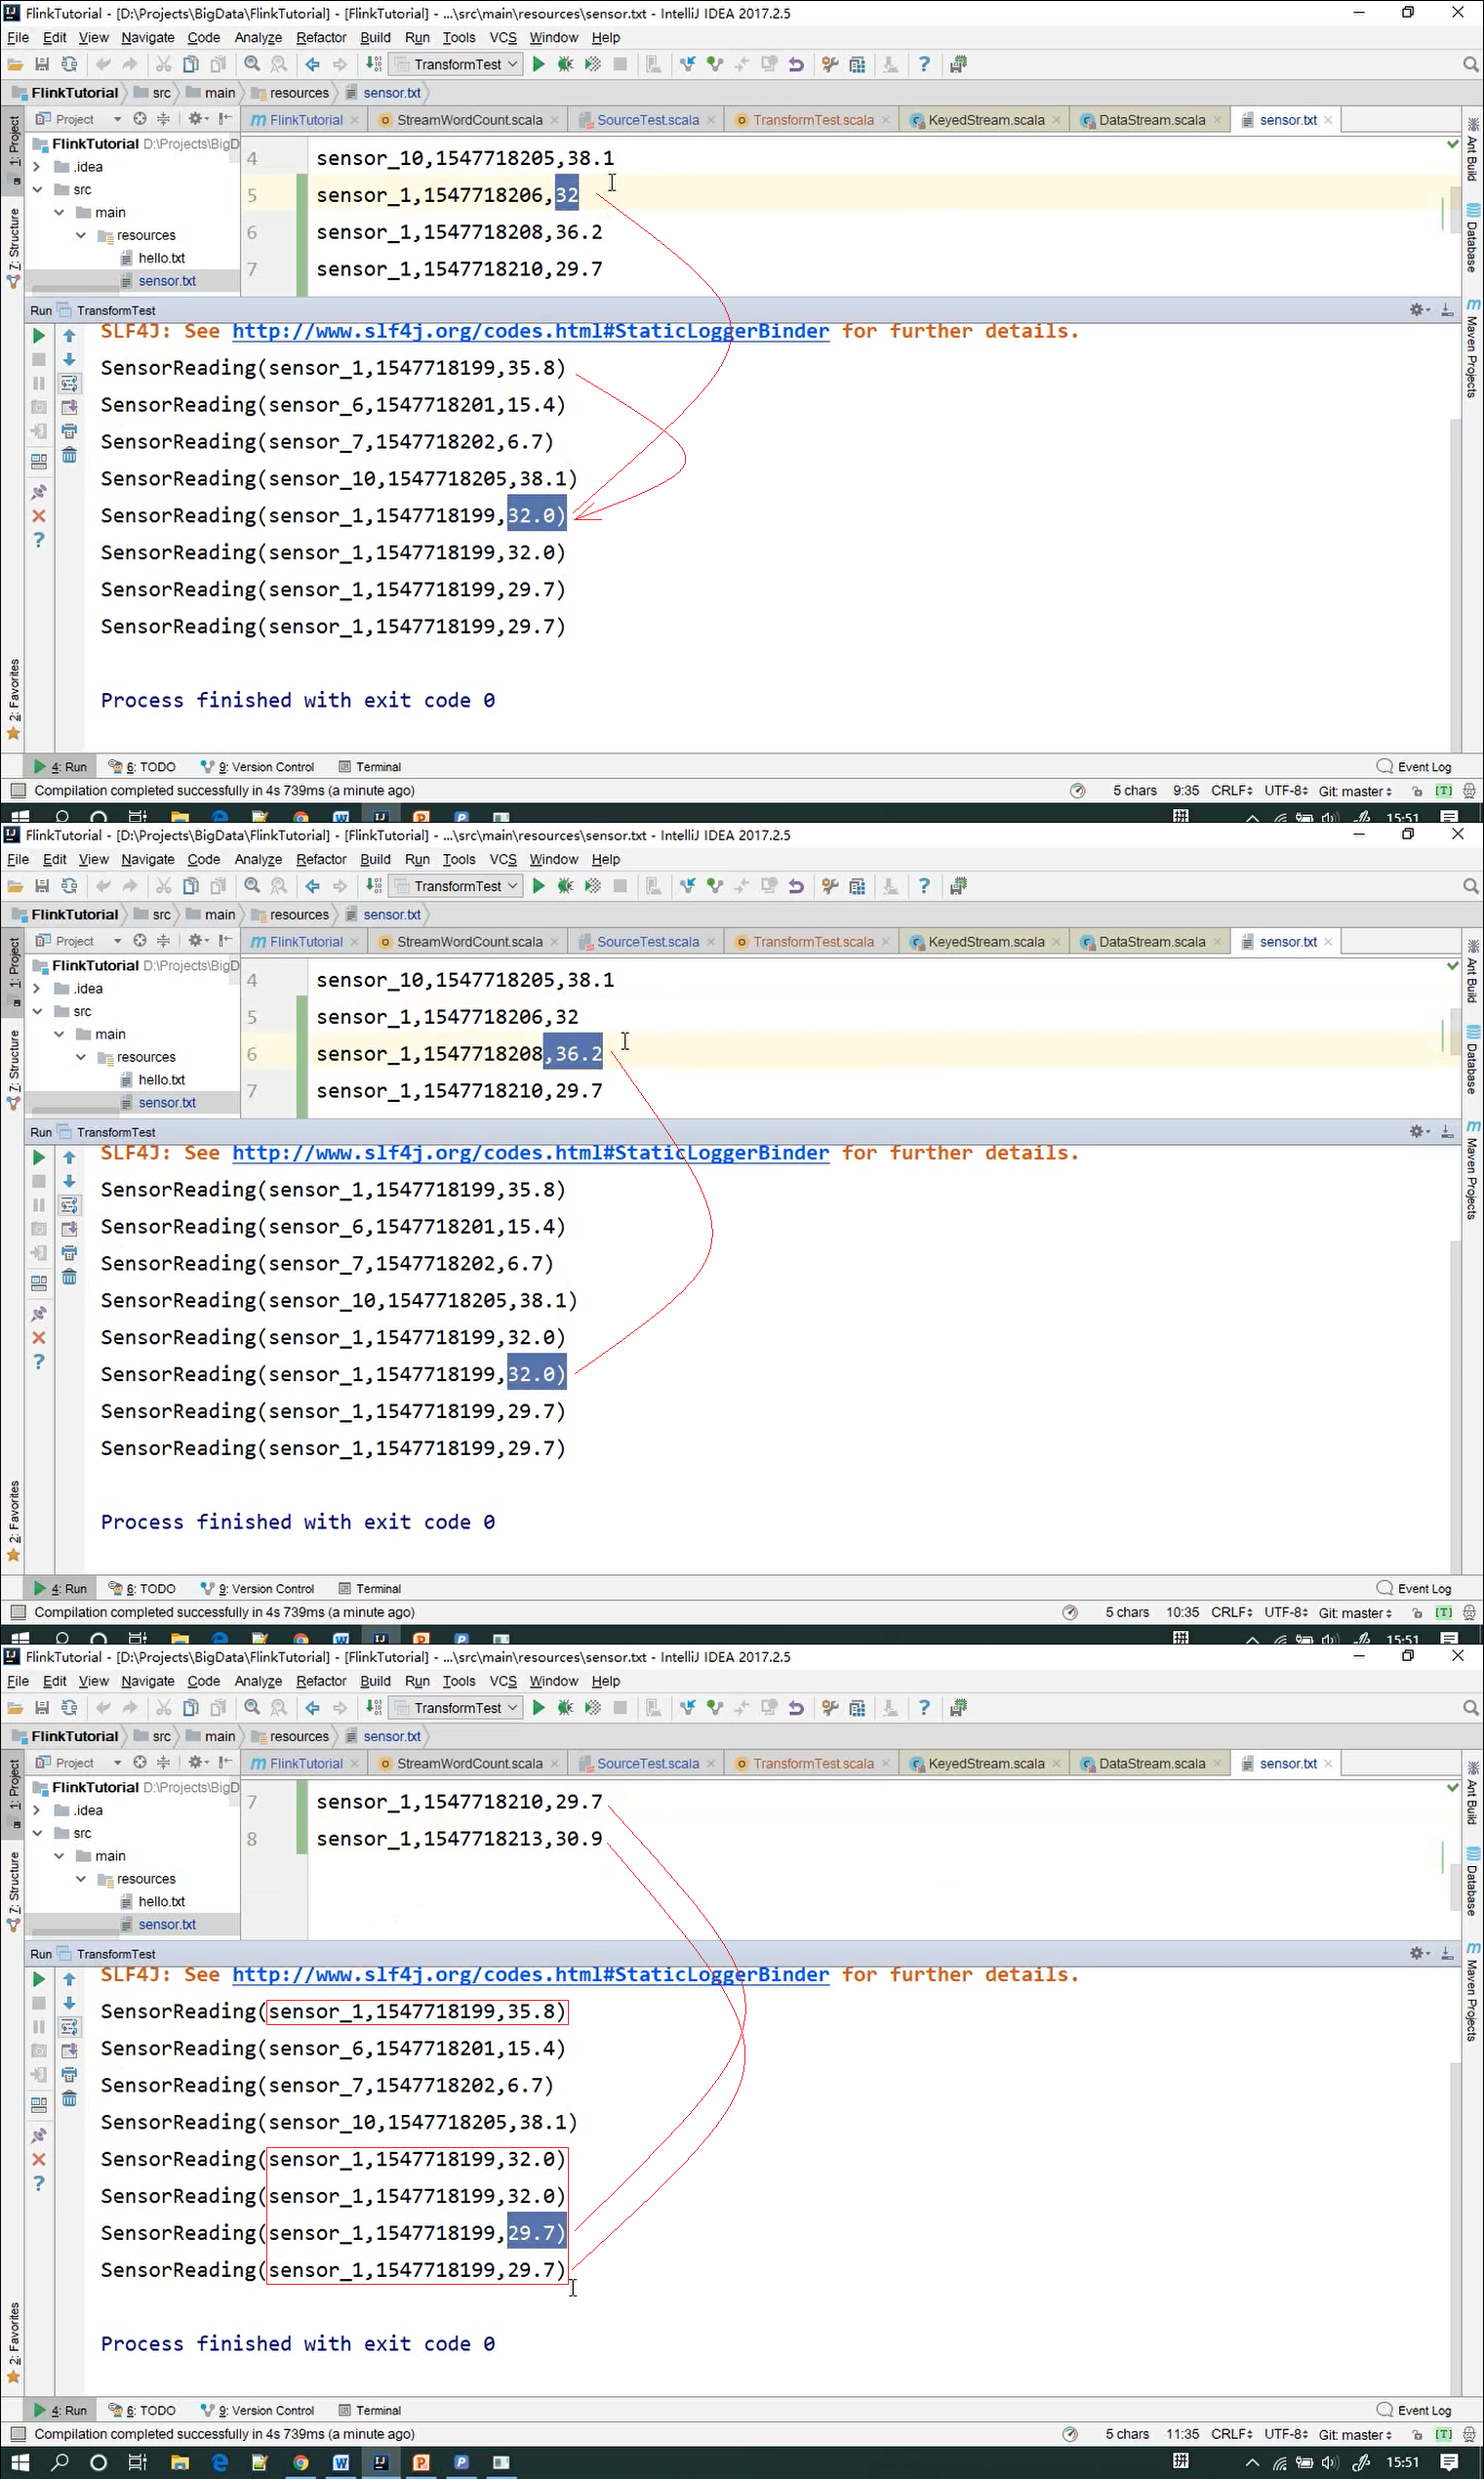 FlinkTutorial - [D:\Projects\BigData\FlinkTutorial] - [FlinkTutorial] - ...\src\main\resources\sensor.txt - IntelliJ IDEA 2017.2.5
File Edit View Navigate Code Analyze Refactor Build Run Tools VCS Window Help
TransformTest
FlinkTutorial src main resources sensor.txt
Project FlinkTutorial StreamWordCount.scala SourceTest.scala TransformTest.scala KeyedStream.scala DataStream.scala sensor.txt
1: Project
7: Structure
2: Favorites
Ant Build
Database
Maven Projects
FlinkTutorial D:\Projects\BigD
.idea
src
main
resources
hello.txt
sensor.txt
4 sensor_10,1547718205,38.1
5 sensor_1,1547718206,32
6 sensor_1,1547718208,36.2
7 sensor_1,1547718210,29.7
Run TransformTest
SLF4J: See http://www.slf4j.org/codes.html#StaticLoggerBinder for further details.
SensorReading(sensor_1,1547718199,35.8)
SensorReading(sensor_6,1547718201,15.4)
SensorReading(sensor_7,1547718202,6.7)
SensorReading(sensor_10,1547718205,38.1)
SensorReading(sensor_1,1547718199,32.0)
SensorReading(sensor_1,1547718199,32.0)
SensorReading(sensor_1,1547718199,29.7)
SensorReading(sensor_1,1547718199,29.7)
Process finished with exit code 0
4: Run 6: TODO 9: Version Control Terminal Event Log
Compilation completed successfully in 4s 739ms (a minute ago) 5 chars 9:35 CRLF UTF-8 Git: master [T]
15:51
FlinkTutorial - [D:\Projects\BigData\FlinkTutorial] - [FlinkTutorial] - ...\src\main\resources\sensor.txt - IntelliJ IDEA 2017.2.5
File Edit View Navigate Code Analyze Refactor Build Run Tools VCS Window Help
TransformTest
FlinkTutorial src main resources sensor.txt
Project FlinkTutorial StreamWordCount.scala SourceTest.scala TransformTest.scala KeyedStream.scala DataStream.scala sensor.txt
1: Project
7: Structure
2: Favorites
Ant Build
Database
Maven Projects
FlinkTutorial D:\Projects\BigD
.idea
src
main
resources
hello.txt
sensor.txt
4 sensor_10,1547718205,38.1
5 sensor_1,1547718206,32
6 sensor_1,1547718208,36.2
7 sensor_1,1547718210,29.7
Run TransformTest
SLF4J: See http://www.slf4j.org/codes.html#StaticLoggerBinder for further details.
SensorReading(sensor_1,1547718199,35.8)
SensorReading(sensor_6,1547718201,15.4)
SensorReading(sensor_7,1547718202,6.7)
SensorReading(sensor_10,1547718205,38.1)
SensorReading(sensor_1,1547718199,32.0)
SensorReading(sensor_1,1547718199,32.0)
SensorReading(sensor_1,1547718199,29.7)
SensorReading(sensor_1,1547718199,29.7)
Process finished with exit code 0
4: Run 6: TODO 9: Version Control Terminal Event Log
Compilation completed successfully in 4s 739ms (a minute ago) 5 chars 10:35 CRLF UTF-8 Git: master [T]
15:51
FlinkTutorial - [D:\Projects\BigData\FlinkTutorial] - [FlinkTutorial] - ...\src\main\resources\sensor.txt - IntelliJ IDEA 2017.2.5
File Edit View Navigate Code Analyze Refactor Build Run Tools VCS Window Help
TransformTest
FlinkTutorial src main resources sensor.txt
Project FlinkTutorial StreamWordCount.scala SourceTest.scala TransformTest.scala KeyedStream.scala DataStream.scala sensor.txt
1: Project
7: Structure
2: Favorites
Ant Build
Database
Maven Projects
FlinkTutorial D:\Projects\BigD
.idea
src
main
resources
hello.txt
sensor.txt
7 sensor_1,1547718210,29.7
8 sensor_1,1547718213,30.9
Run TransformTest
SLF4J: See http://www.slf4j.org/codes.html#StaticLoggerBinder for further details.
SensorReading(sensor_1,1547718199,35.8)
SensorReading(sensor_6,1547718201,15.4)
SensorReading(sensor_7,1547718202,6.7)
SensorReading(sensor_10,1547718205,38.1)
SensorReading(sensor_1,1547718199,32.0)
SensorReading(sensor_1,1547718199,32.0)
SensorReading(sensor_1,1547718199,29.7)
SensorReading(sensor_1,1547718199,29.7)
Process finished with exit code 0
4: Run 6: TODO 9: Version Control Terminal Event Log
Compilation completed successfully in 4s 739ms (a minute ago) 5 chars 11:35 CRLF UTF-8 Git: master [T]
拼 15:51